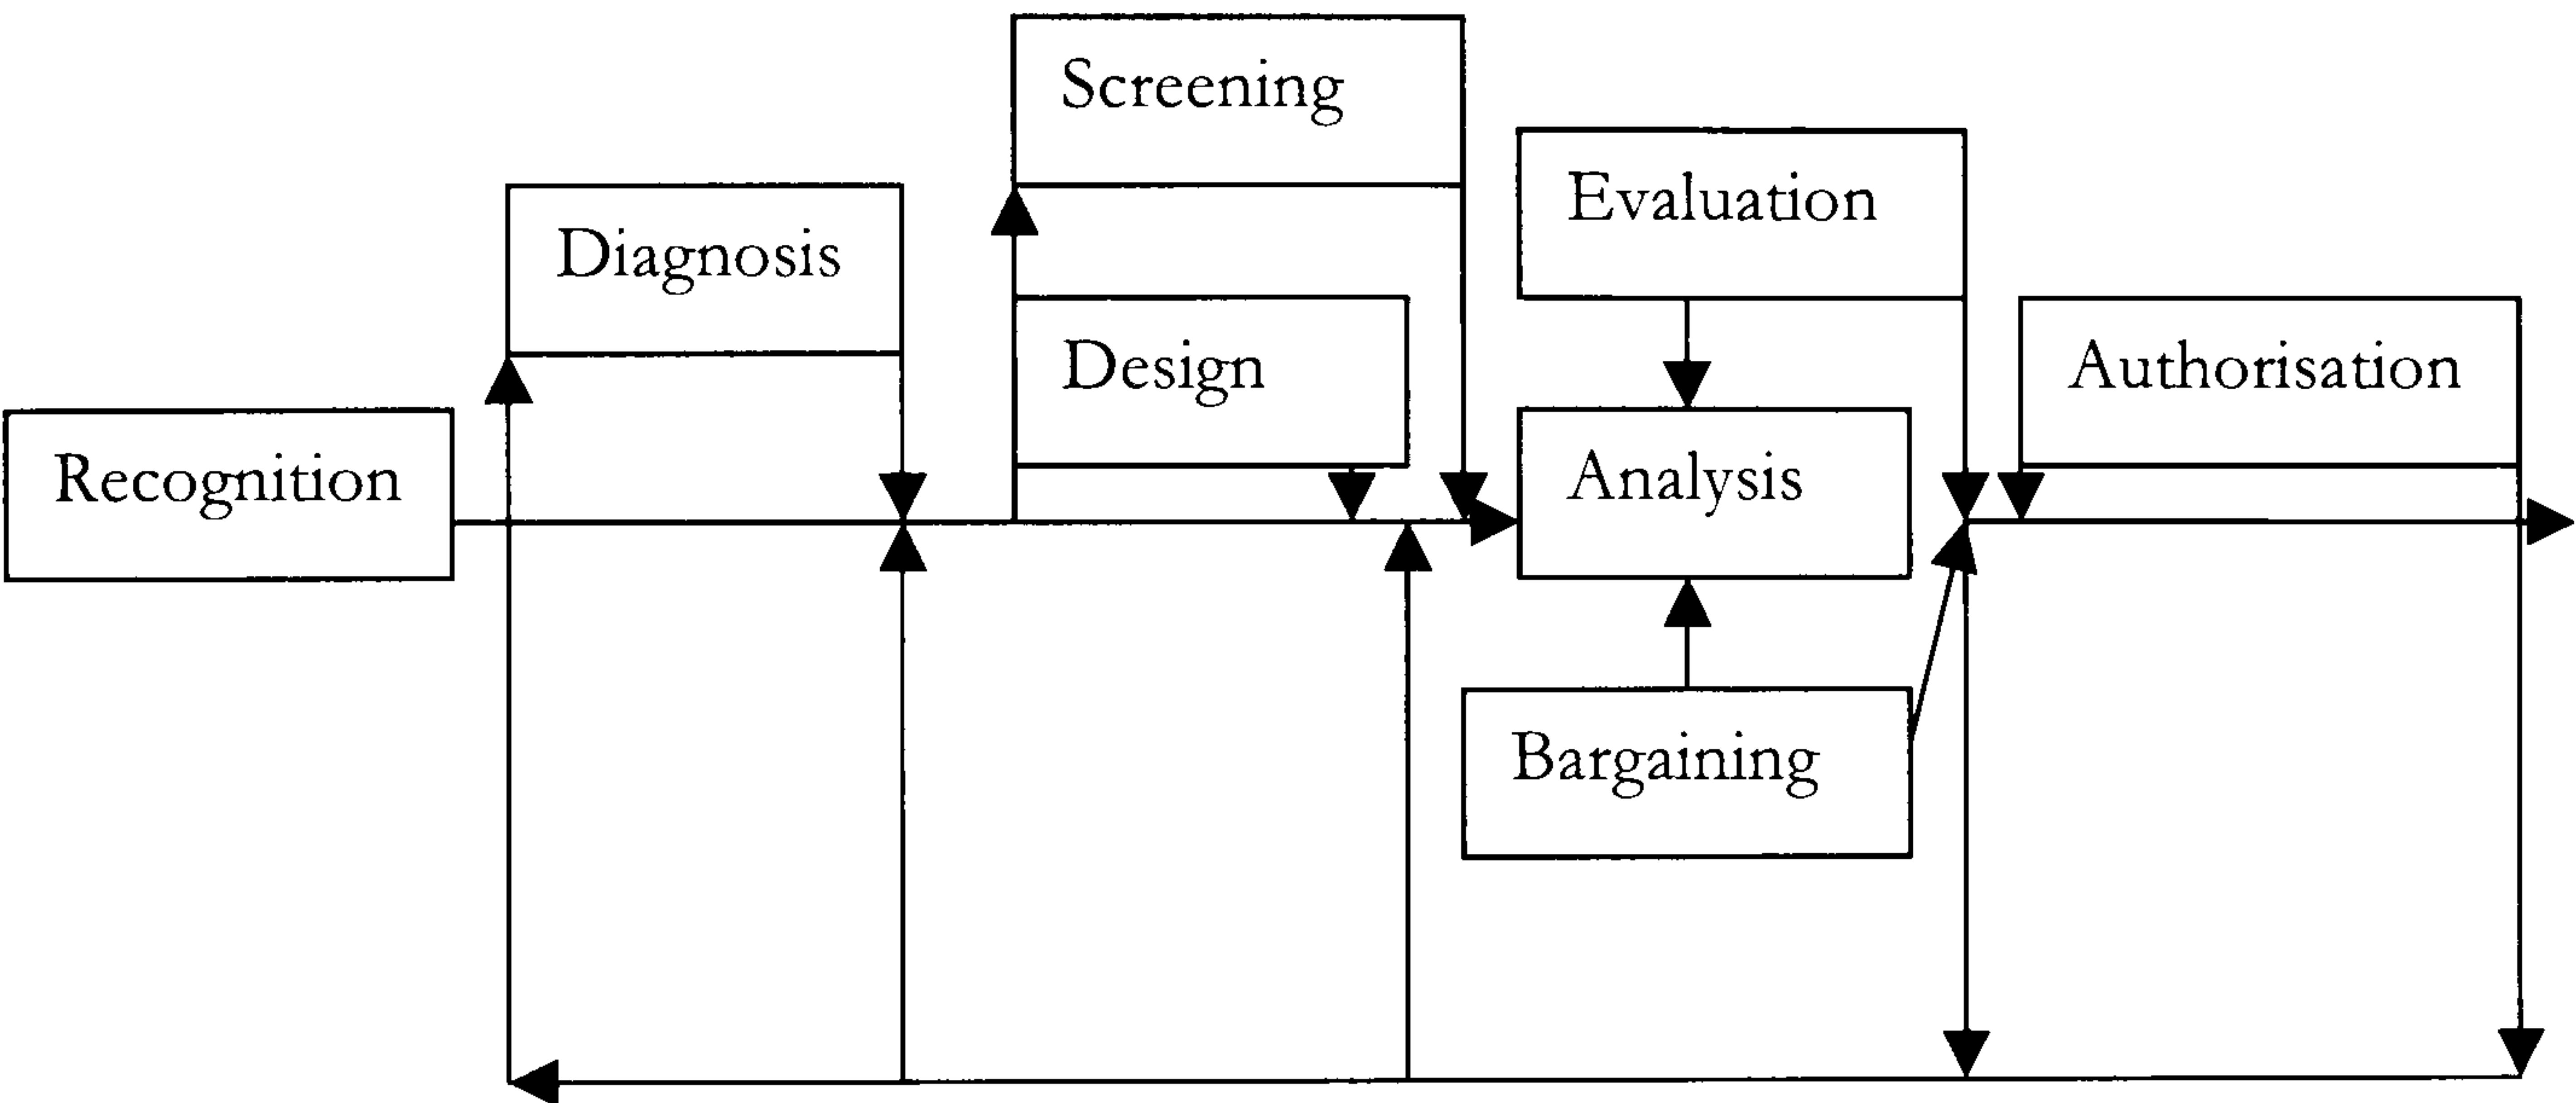 Recognition
Diagnosis
Screening
Design
Evaluation
Analysis
Bargaining
Authorisation